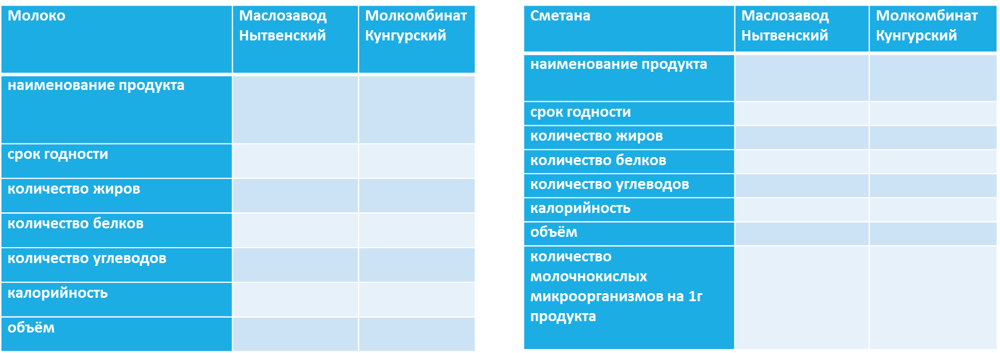 Молоко
Маслозавод
Нытвенский
Молкомбинат
Кунгурский
наименование продукта
срок годности
количество жиров
количество белков
количество углеводов
калорийность
объём
Сметана
Маслозавод
Нытвенский
Молкомбинат
Кунгурский
наименование продукта
срок годности
количество жиров
количество белков
количество углеводов
калорийность
объём
количество
молочнокислых
микроорганизмов на 1г
продукта